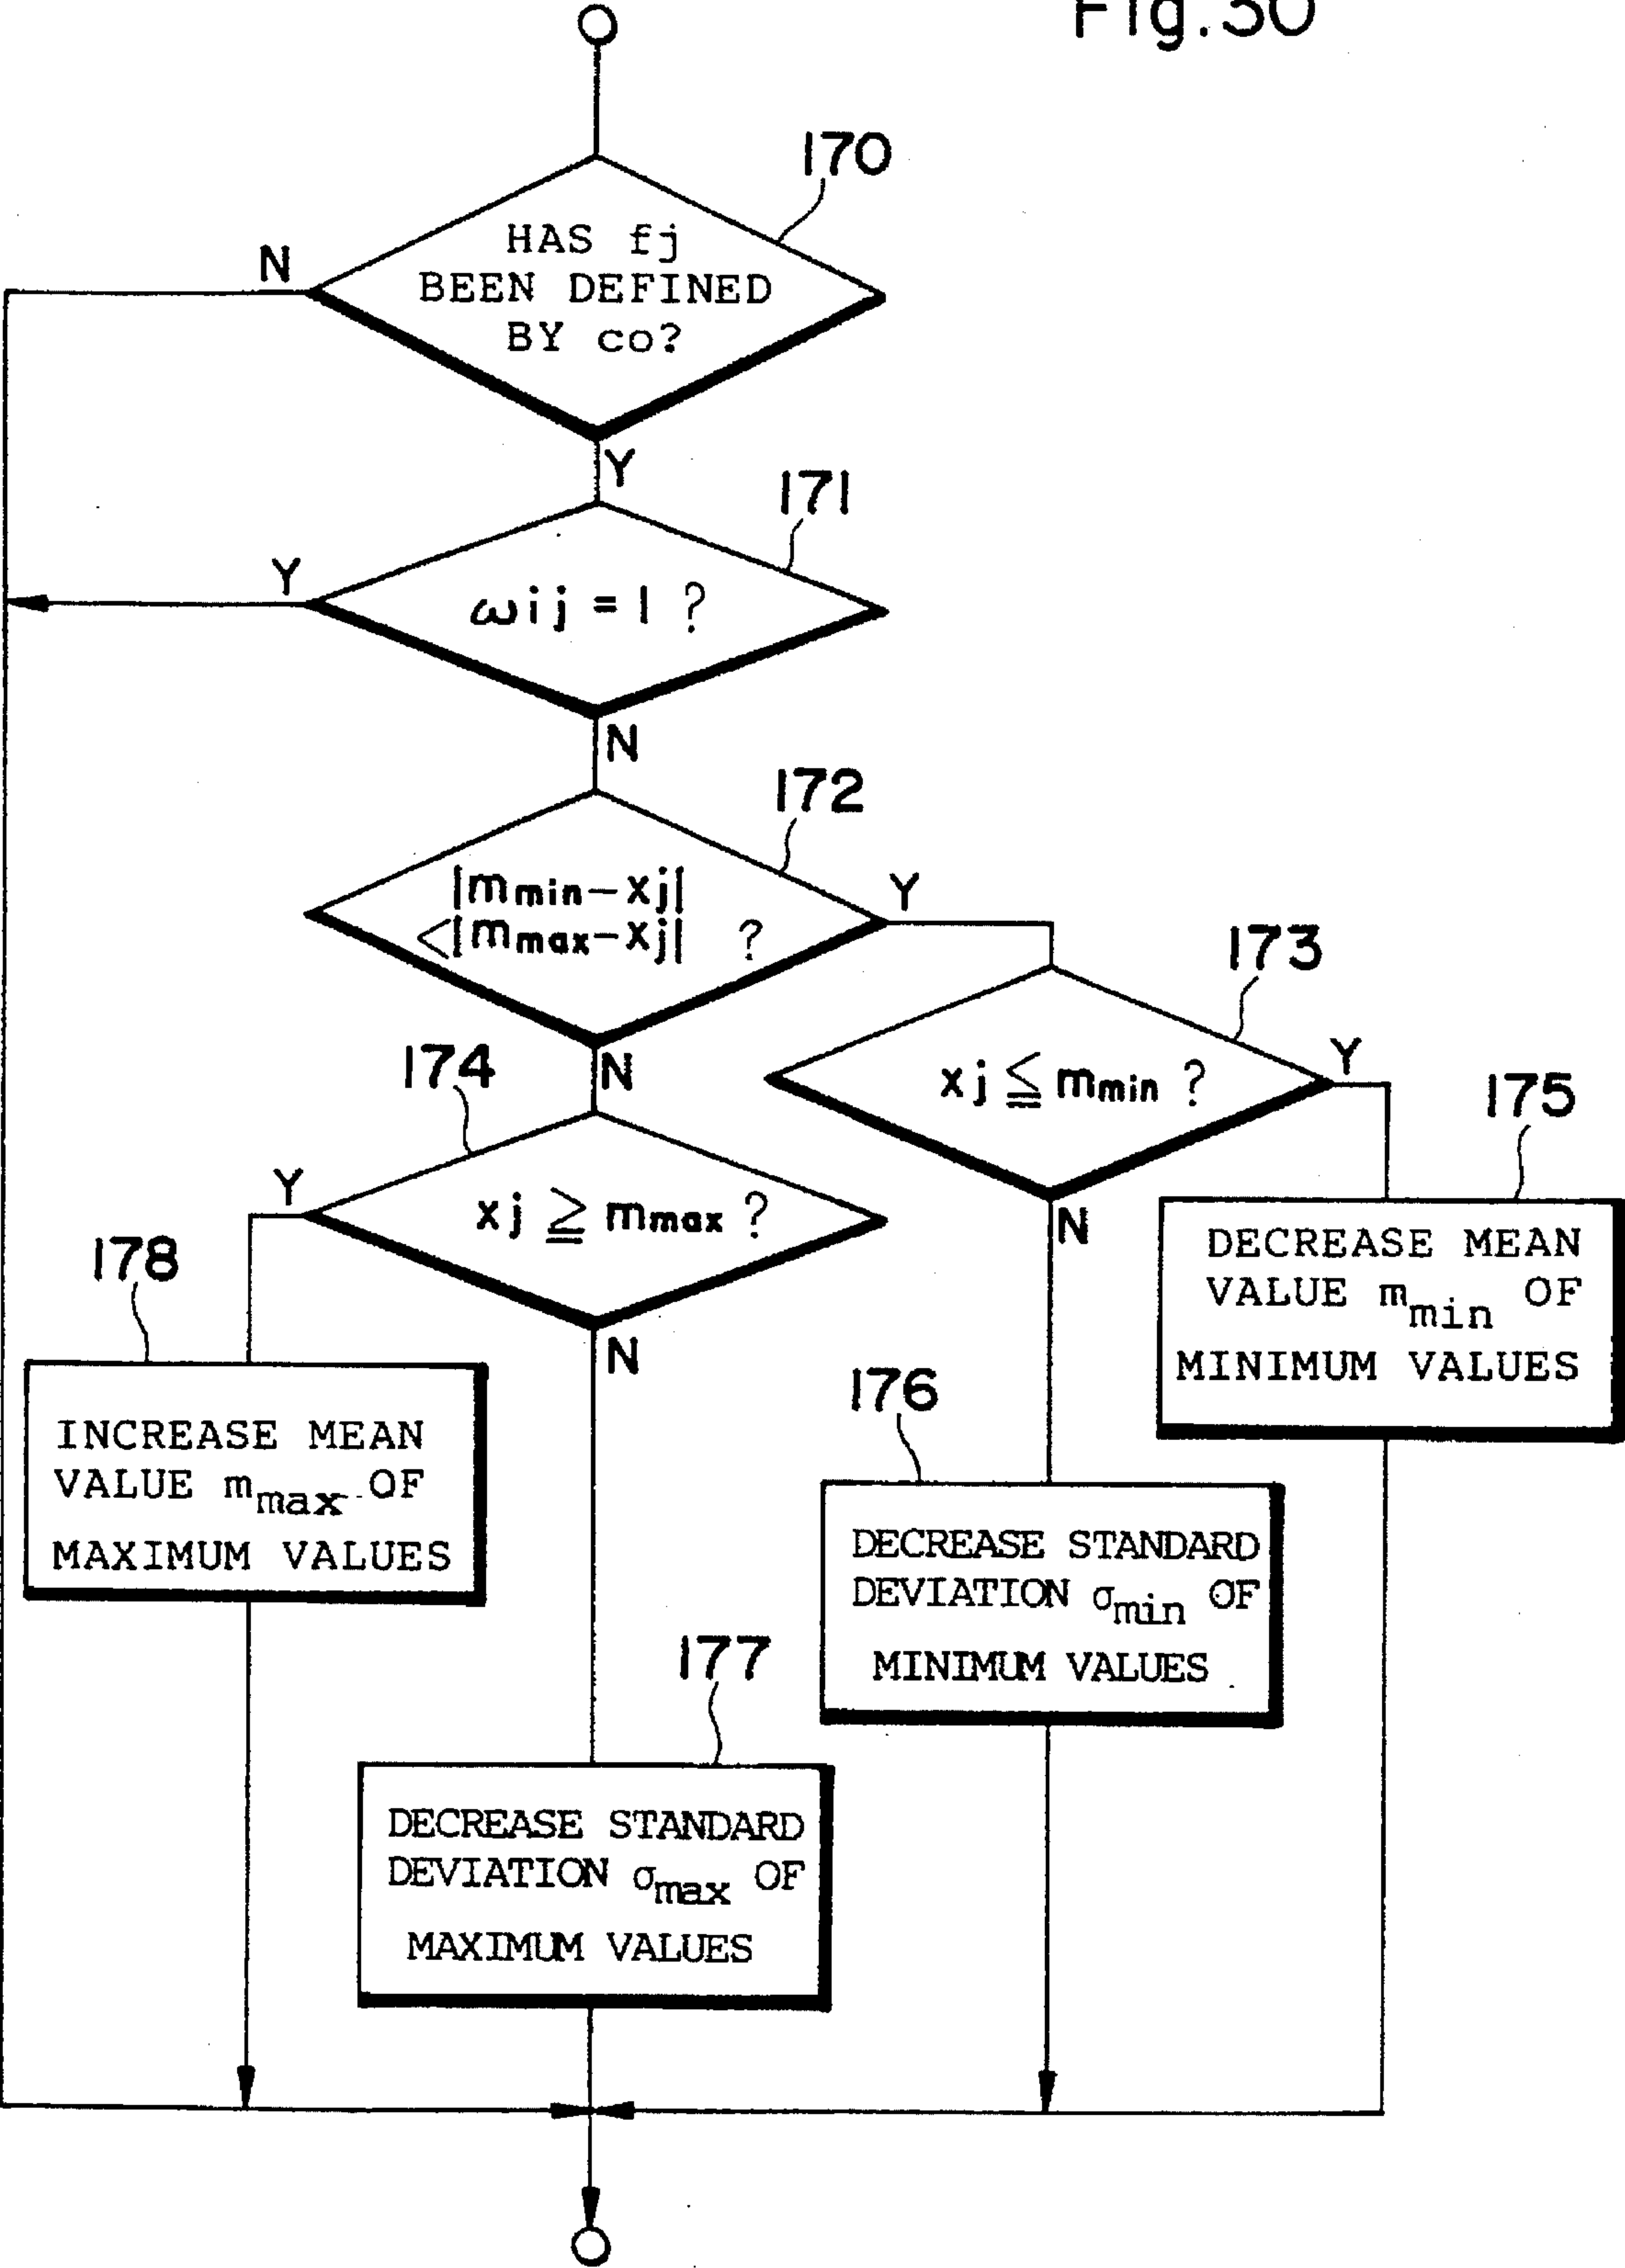 Fig.30
170
HAS fj
BEEN DEFINED
BY co?
N
Y
171
Y
ωij = 1 ?
N
172
|mmin-xj|
<|mmax-xj| ?
Y
N
173
xj ≦ mmin ?
Y
N
174
Y
xj ≧ mmax ?
N
175
DECREASE MEAN
VALUE mmin OF
MINIMUM VALUES
178
INCREASE MEAN
VALUE mmax OF
MAXIMUM VALUES
176
DECREASE STANDARD
DEVIATION σmin OF
MINIMUM VALUES
177
DECREASE STANDARD
DEVIATION σmax OF
MAXIMUM VALUES